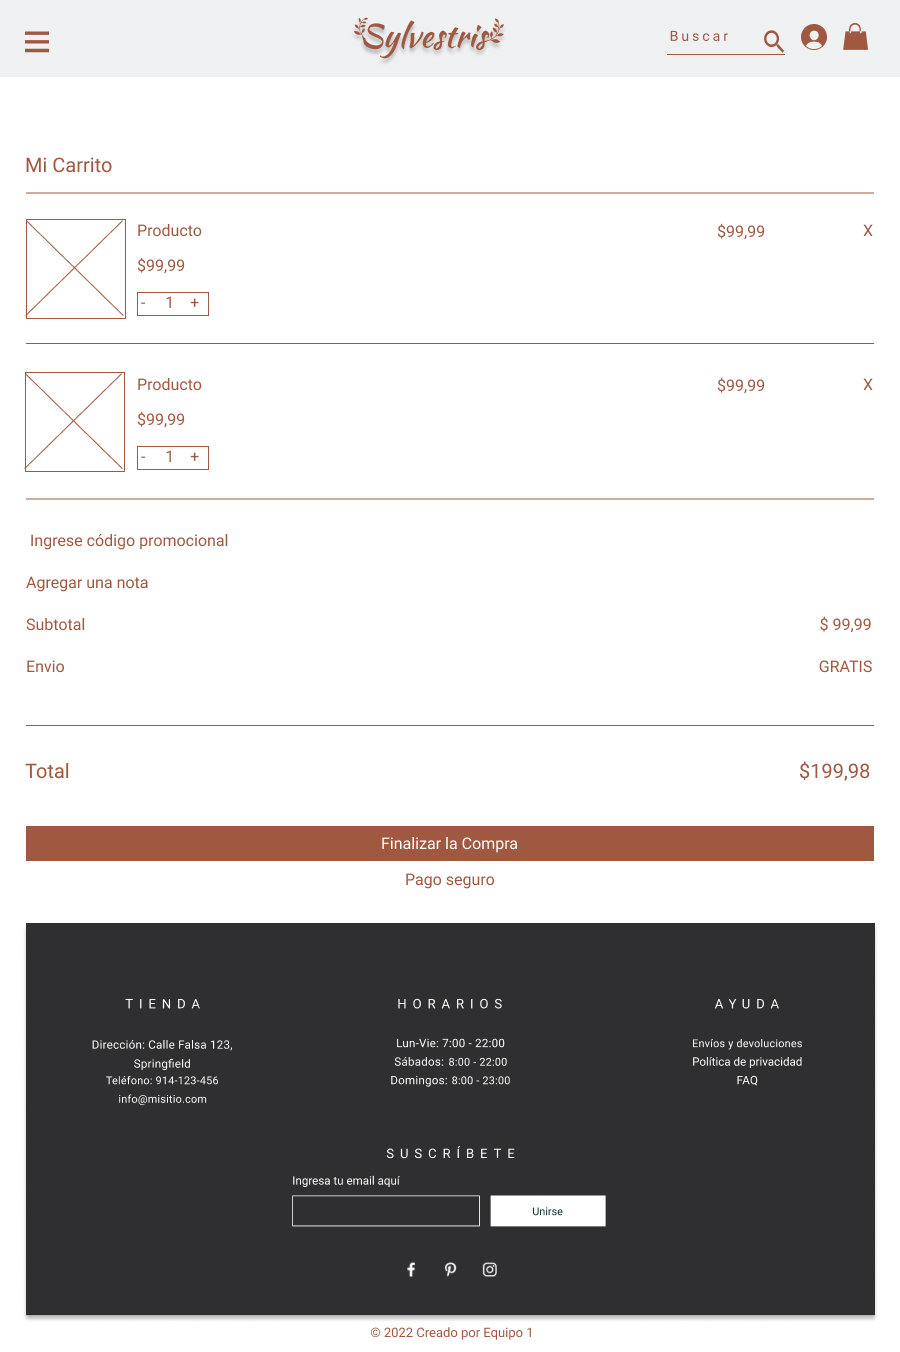 Sylvestris
Buscar
Mi Carrito
Producto
$99,99
X
$99,99
- 1 +
Producto
$99,99
X
$99,99
- 1 +
Ingrese código promocional
Agregar una nota
Subtotal
$ 99,99
Envio
GRATIS
Total
$199,98
Finalizar la Compra
Pago seguro
TIENDA
Dirección: Calle Falsa 123,
Springfield
Teléfono: 914-123-456
info@misitio.com
HORARIOS
Lun-Vie: 7:00 - 22:00
Sábados: 8:00 - 22:00
Domingos: 8:00 - 23:00
AYUDA
Envíos y devoluciones
Política de privacidad
FAQ
SUSCRÍBETE
Ingresa tu email aquí
Unirse
© 2022 Creado por Equipo 1